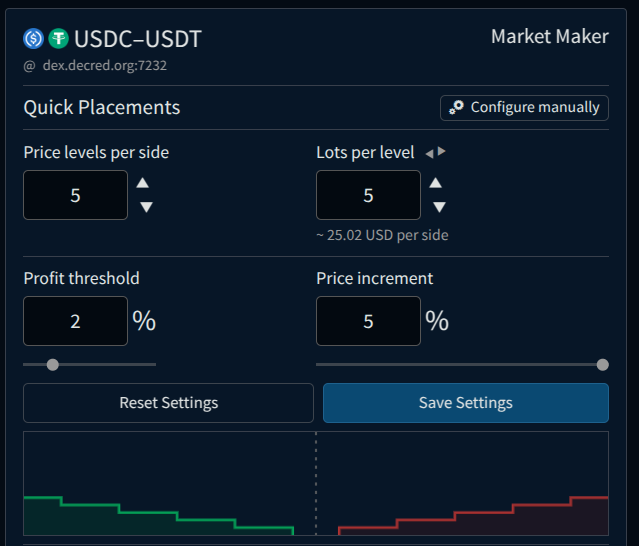 USDC–USDT
Market Maker
@ dex.decred.org:7232
Quick Placements
Configure manually
Price levels per side
Lots per level
5
5
~ 25.02 USD per side
Profit threshold
Price increment
2 %
5 %
Reset Settings
Save Settings